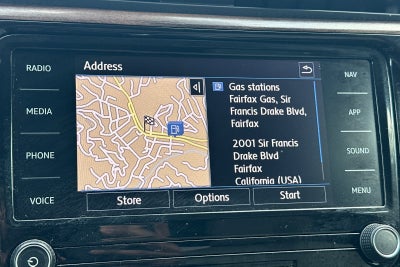 Address
RADIO
MEDIA
PHONE
VOICE
Gas stations
Fairfax Gas, Sir
Francis Drake Blvd,
Fairfax
2001 Sir Francis
Drake Blvd
Fairfax
California (USA)
Store
Options
Start
NAV
APP
SOUND
MENU